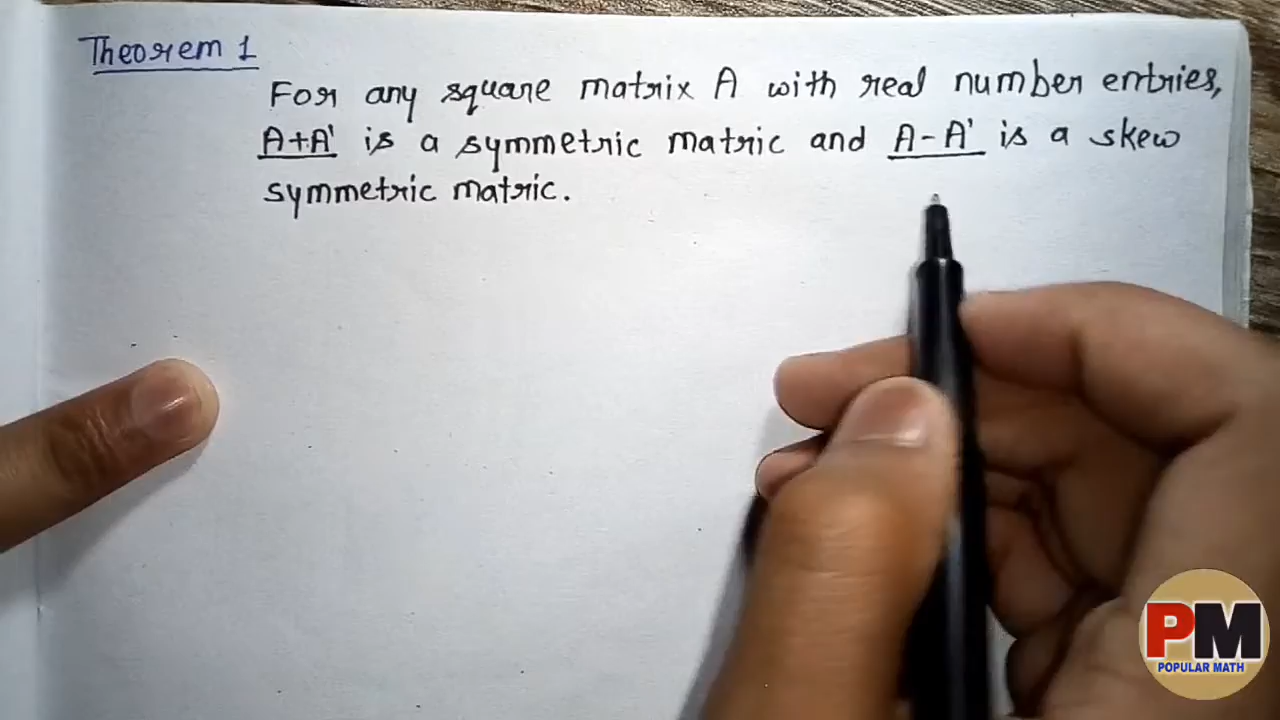 Theorem 1
For any square matrix A with real number entries,
A+A' is a symmetric matric and A-A' is a skew
symmetric matric.
PM
POPULAR MATH